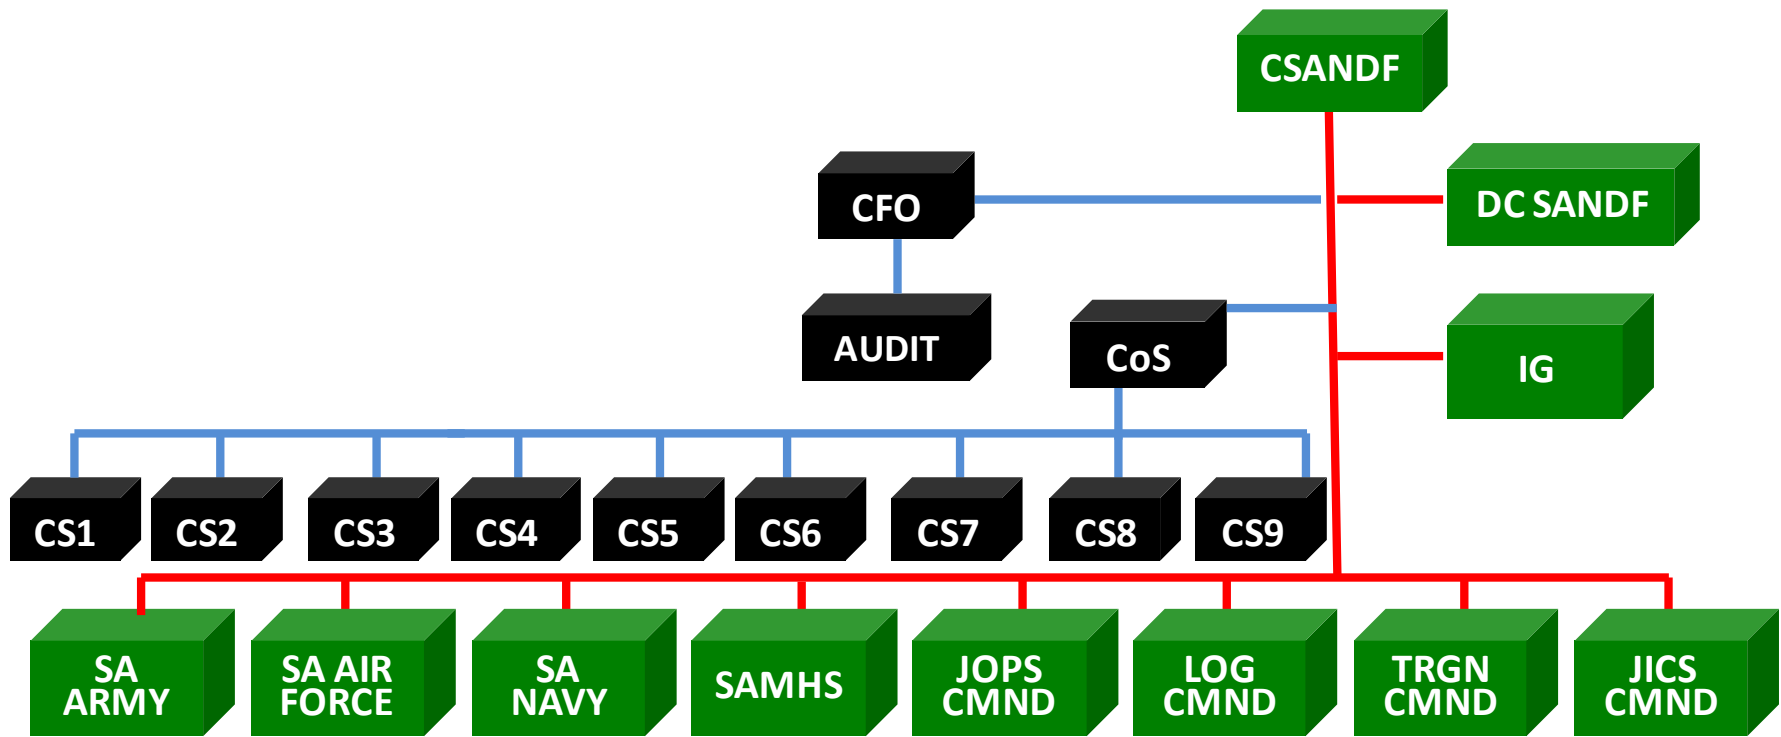 CSANDF
CFO
DC SANDF
AUDIT
CoS
IG
CS1
CS2
CS3
CS4
CS5
CS6
CS7
CS8
CS9
SA
ARMY
SA AIR
FORCE
SA
NAVY
SAMHS
JOPS
CMND
LOG
CMND
TRGN
CMND
JICS
CMND